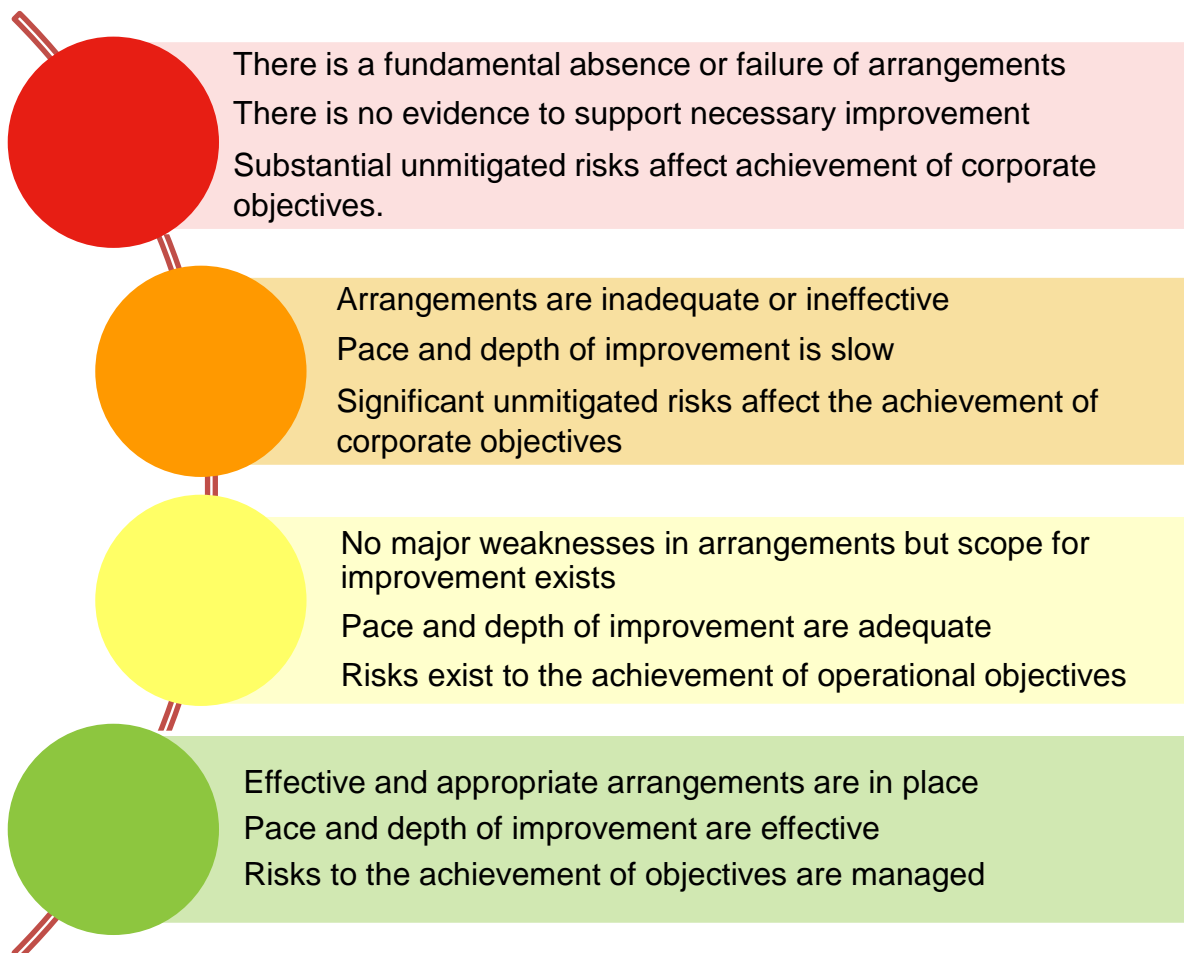 There is a fundamental absence or failure of arrangements
There is no evidence to support necessary improvement
Substantial unmitigated risks affect achievement of corporate
objectives.
Arrangements are inadequate or ineffective
Pace and depth of improvement is slow
Significant unmitigated risks affect the achievement of
corporate objectives
No major weaknesses in arrangements but scope for
improvement exists
Pace and depth of improvement are adequate
Risks exist to the achievement of operational objectives
Effective and appropriate arrangements are in place
Pace and depth of improvement are effective
Risks to the achievement of objectives are managed